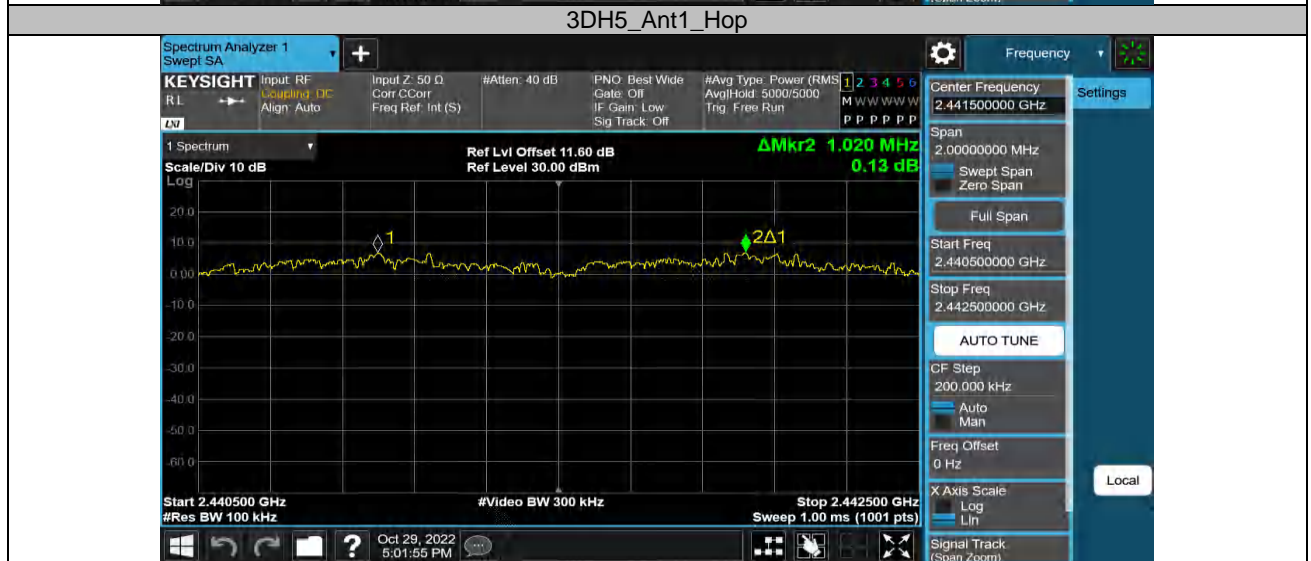 3DH5_Ant1_Hop
Spectrum Analyzer 1
Swept SA
+
Frequency
KEYSIGHT
RL
LXI
Input: RF
Coupling: DC
Align: Auto
Input Z: 50 Ω
Corr CCorr
Freq Ref: Int (S)
#Atten: 40 dB
PNO: Best Wide
Gate: Off
IF Gain: Low
Sig Track: Off
#Avg Type: Power (RMS
Avg|Hold: 5000/5000
Trig: Free Run
1 2 3 4 5 6
M W W W W W
P P P P P P
Center Frequency
2.441500000 GHz
Settings
1 Spectrum
Scale/Div 10 dB
Ref Lvl Offset 11.60 dB
Ref Level 30.00 dBm
ΔMkr2 1.020 MHz
0.13 dB
Span
2.00000000 MHz
Swept Span
Zero Span
Full Span
Start Freq
2.440500000 GHz
Stop Freq
2.442500000 GHz
AUTO TUNE
CF Step
200.000 kHz
Auto
Man
Freq Offset
0 Hz
X Axis Scale
Log
Lin
Signal Track
(Span Zoom)
Local
Log
20.0
10.0
0.00
-10.0
-20.0
-30.0
-40.0
-50.0
-60.0
1
2Δ1
Start 2.440500 GHz
#Res BW 100 kHz
#Video BW 300 kHz
Stop 2.442500 GHz
Sweep 1.00 ms (1001 pts)
?
Oct 29, 2022
5:01:55 PM